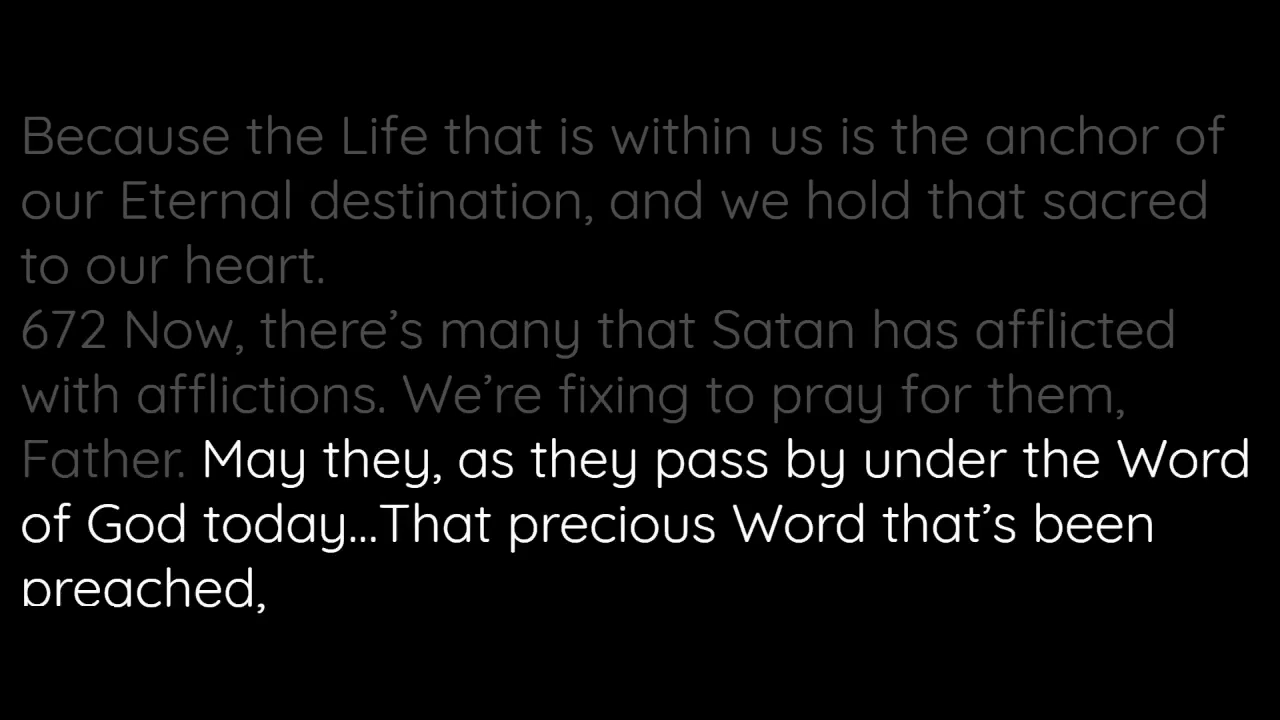 Because the Life that is within us is the anchor of
our Eternal destination, and we hold that sacred
to our heart.
672 Now, there’s many that Satan has afflicted
with afflictions. We’re fixing to pray for them,
Father. May they, as they pass by under the Word
of God today...That precious Word that’s been
preached,